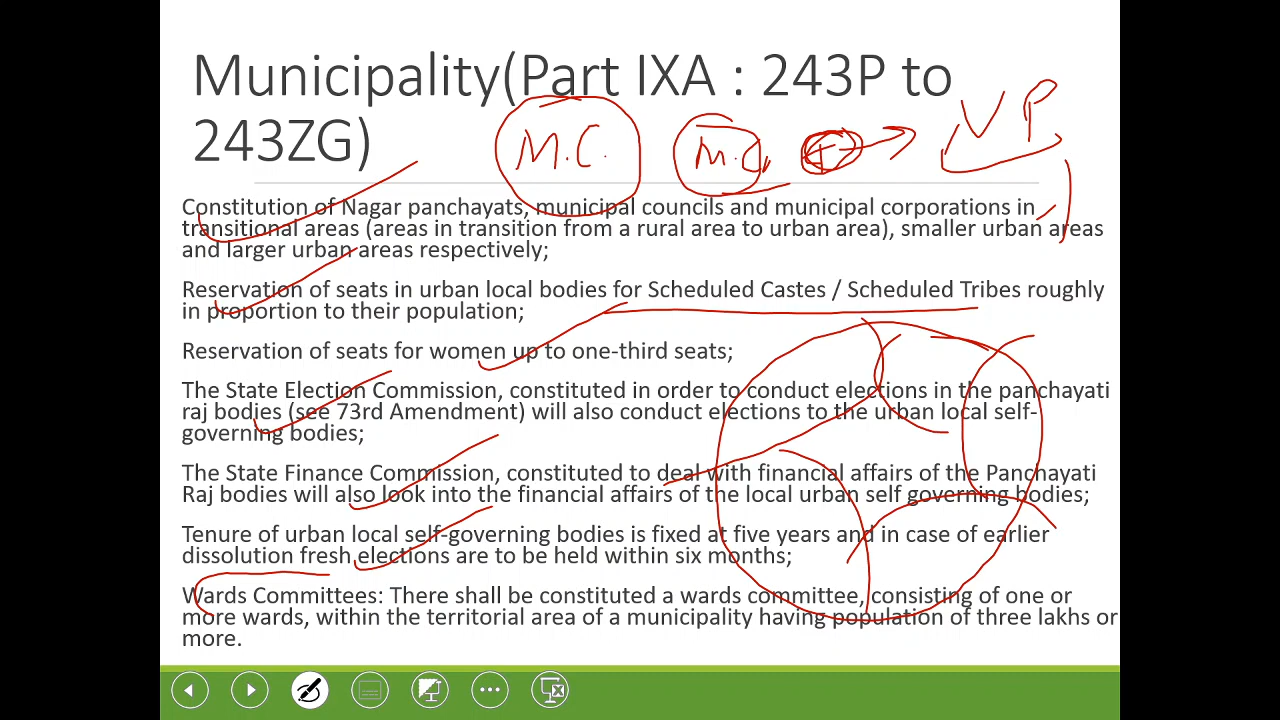 Municipality(Part IXA : 243P to
243ZG)
M.C. M.C. + VP
Constitution of Nagar panchayats, municipal councils and municipal corporations in
transitional areas (areas in transition from a rural area to urban area), smaller urban areas
and larger urban areas respectively;
Reservation of seats in urban local bodies for Scheduled Castes / Scheduled Tribes roughly
in proportion to their population;
Reservation of seats for women up to one-third seats;
The State Election Commission, constituted in order to conduct elections in the panchayati
raj bodies (see 73rd Amendment) will also conduct elections to the urban local self-
governing bodies;
The State Finance Commission, constituted to deal with financial affairs of the Panchayati
Raj bodies will also look into the financial affairs of the local urban self governing bodies;
Tenure of urban local self-governing bodies is fixed at five years and in case of earlier
dissolution fresh elections are to be held within six months;
Wards Committees: There shall be constituted a wards committee, consisting of one or
more wards, within the territorial area of a municipality having population of three lakhs or
more.